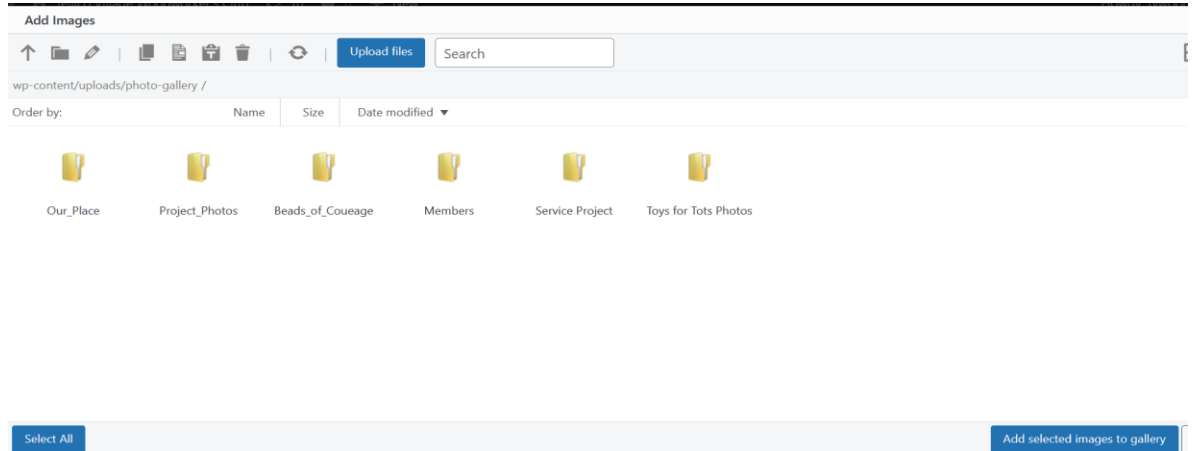 Add Images
Upload files
Search
wp-content/uploads/photo-gallery /
Order by: Name Size Date modified ▼
Our_Place Project_Photos Beads_of_Coueage Members Service Project Toys for Tots Photos
Select All Add selected images to gallery